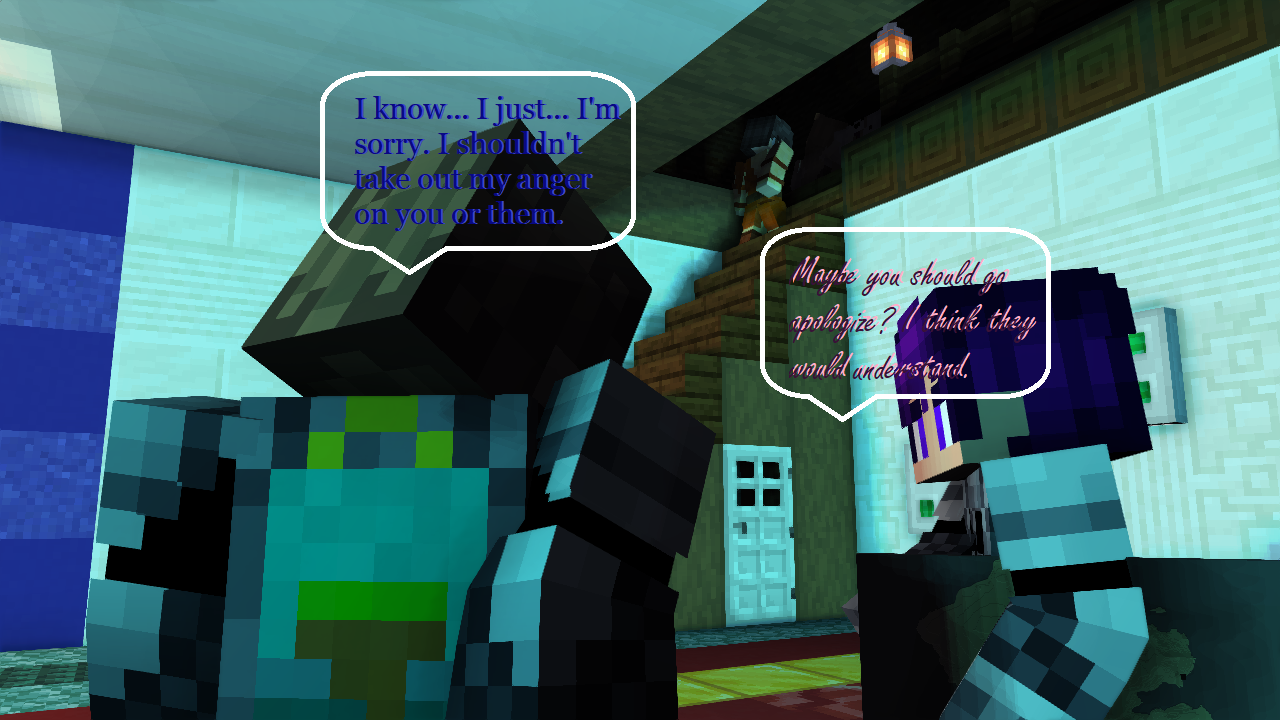 I know... I just... I'm
sorry. I shouldn't
take out my anger
on you or them.
Maybe you should go
apologize? I think they
would understand.